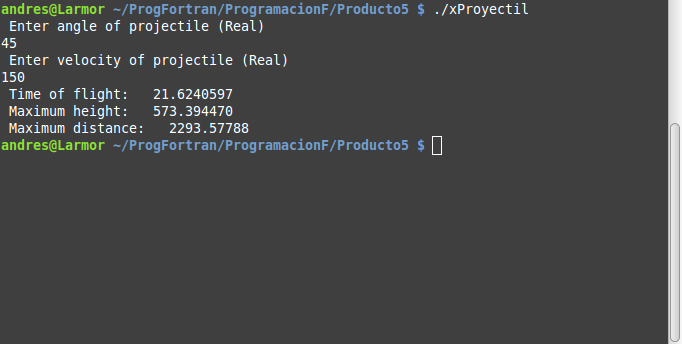 andres@Larmor ~/ProgFortran/ProgramacionF/Producto5 $ ./xProyectil
Enter angle of projectile (Real)
45
Enter velocity of projectile (Real)
150
Time of flight:   21.6240597
Maximum height:   573.394470
Maximum distance:   2293.57788
andres@Larmor ~/ProgFortran/ProgramacionF/Producto5 $